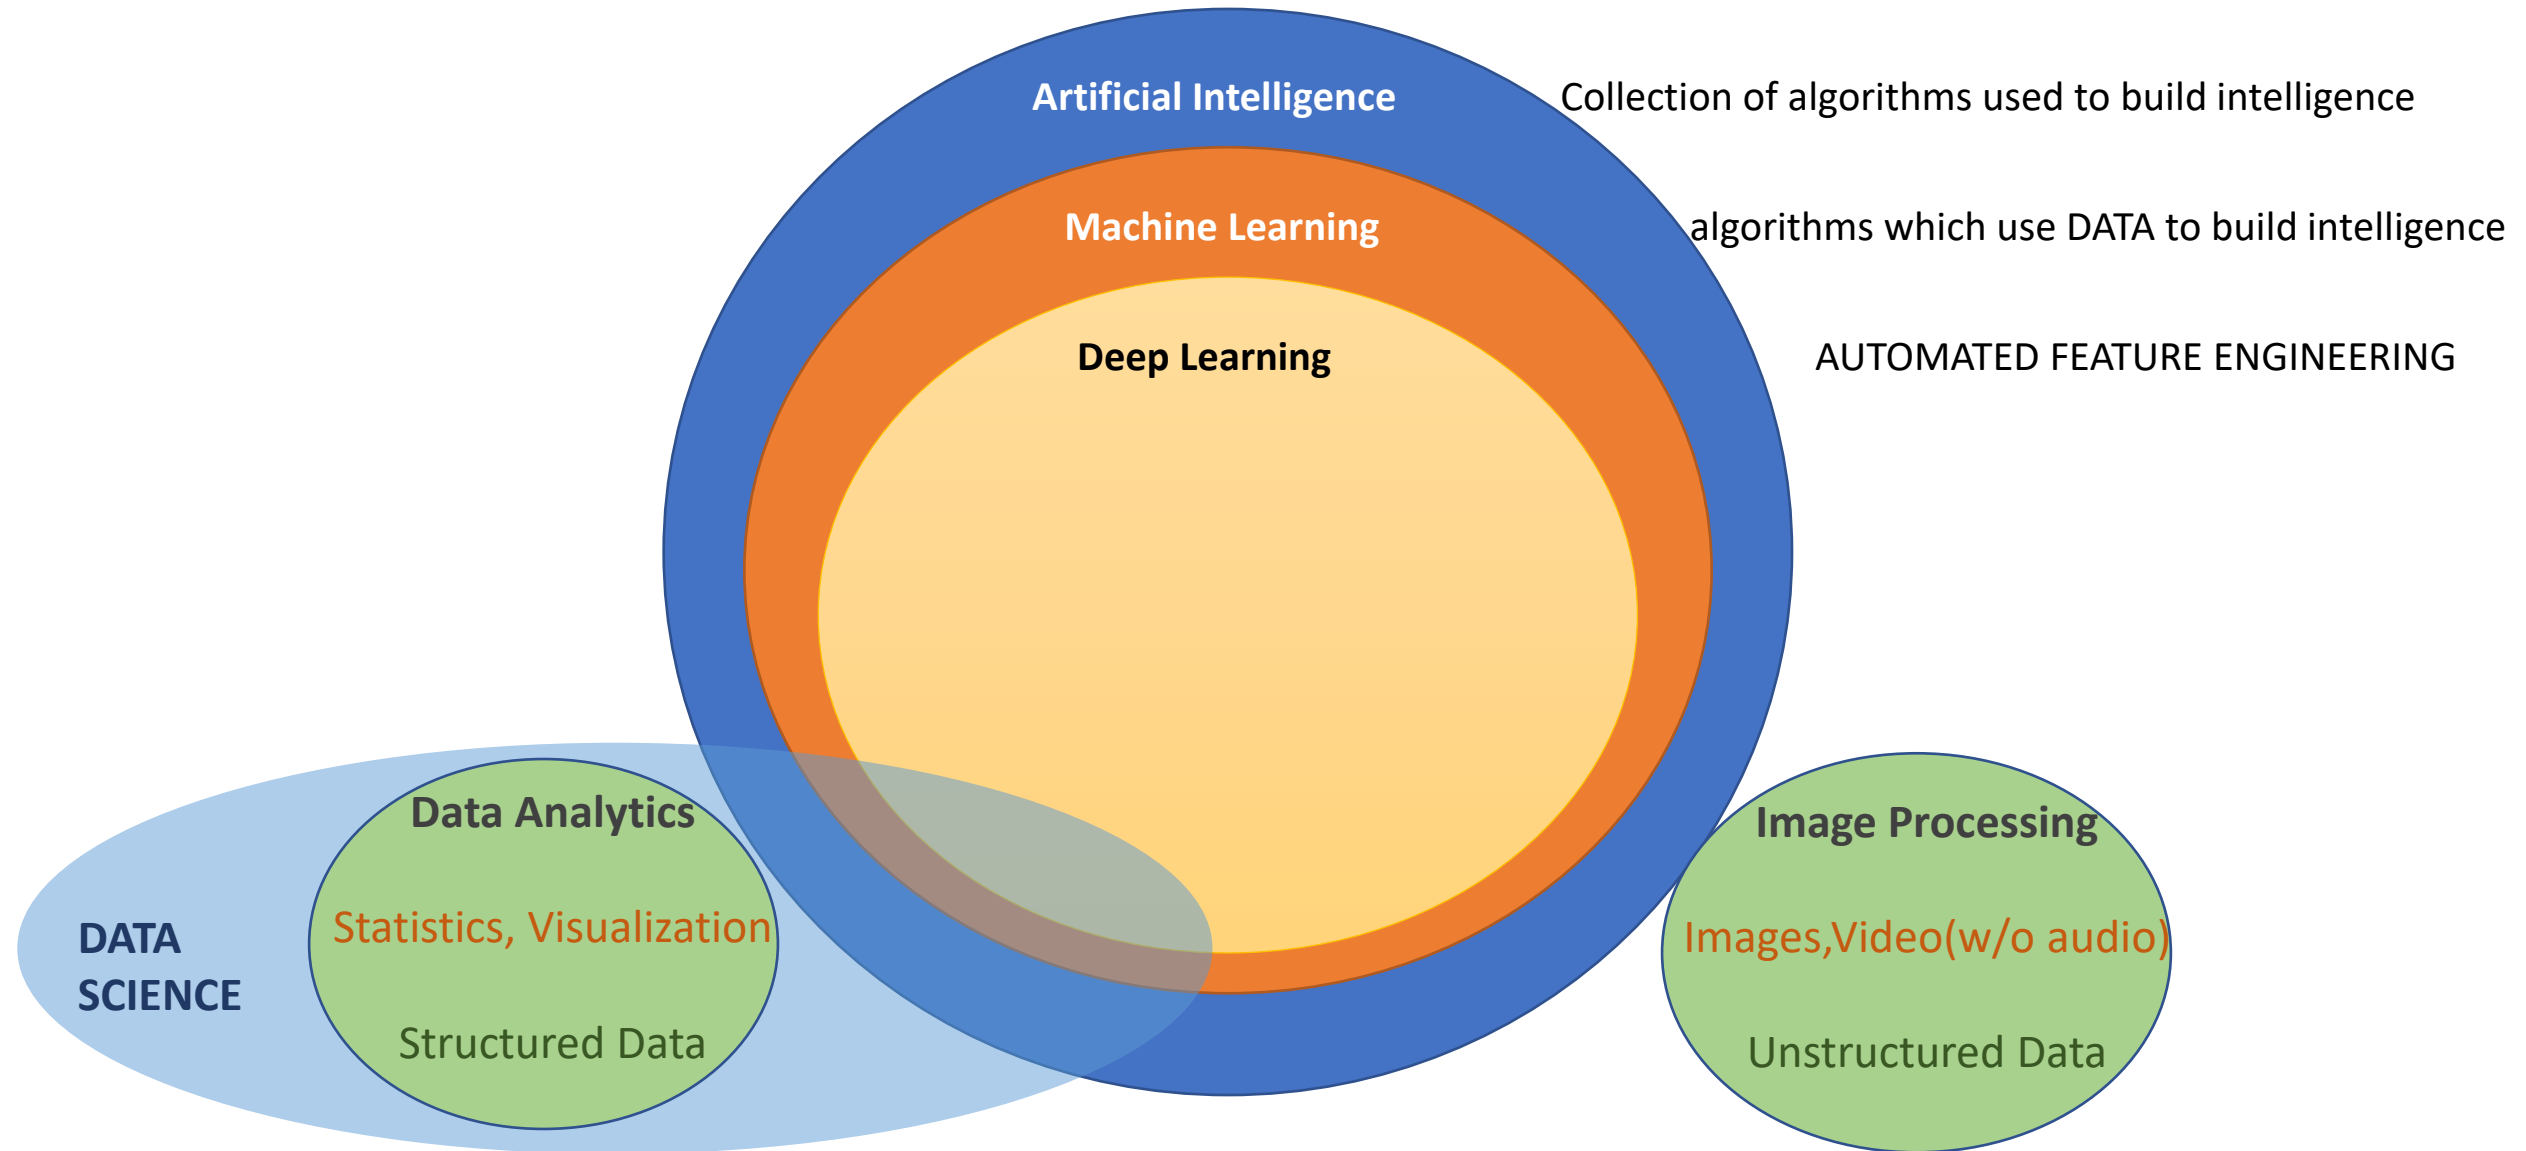 Artificial Intelligence
Collection of algorithms used to build intelligence
Machine Learning
algorithms which use DATA to build intelligence
Deep Learning
AUTOMATED FEATURE ENGINEERING
DATA
SCIENCE
Data Analytics
Statistics, Visualization
Structured Data
Image Processing
Images,Video(w/o audio)
Unstructured Data